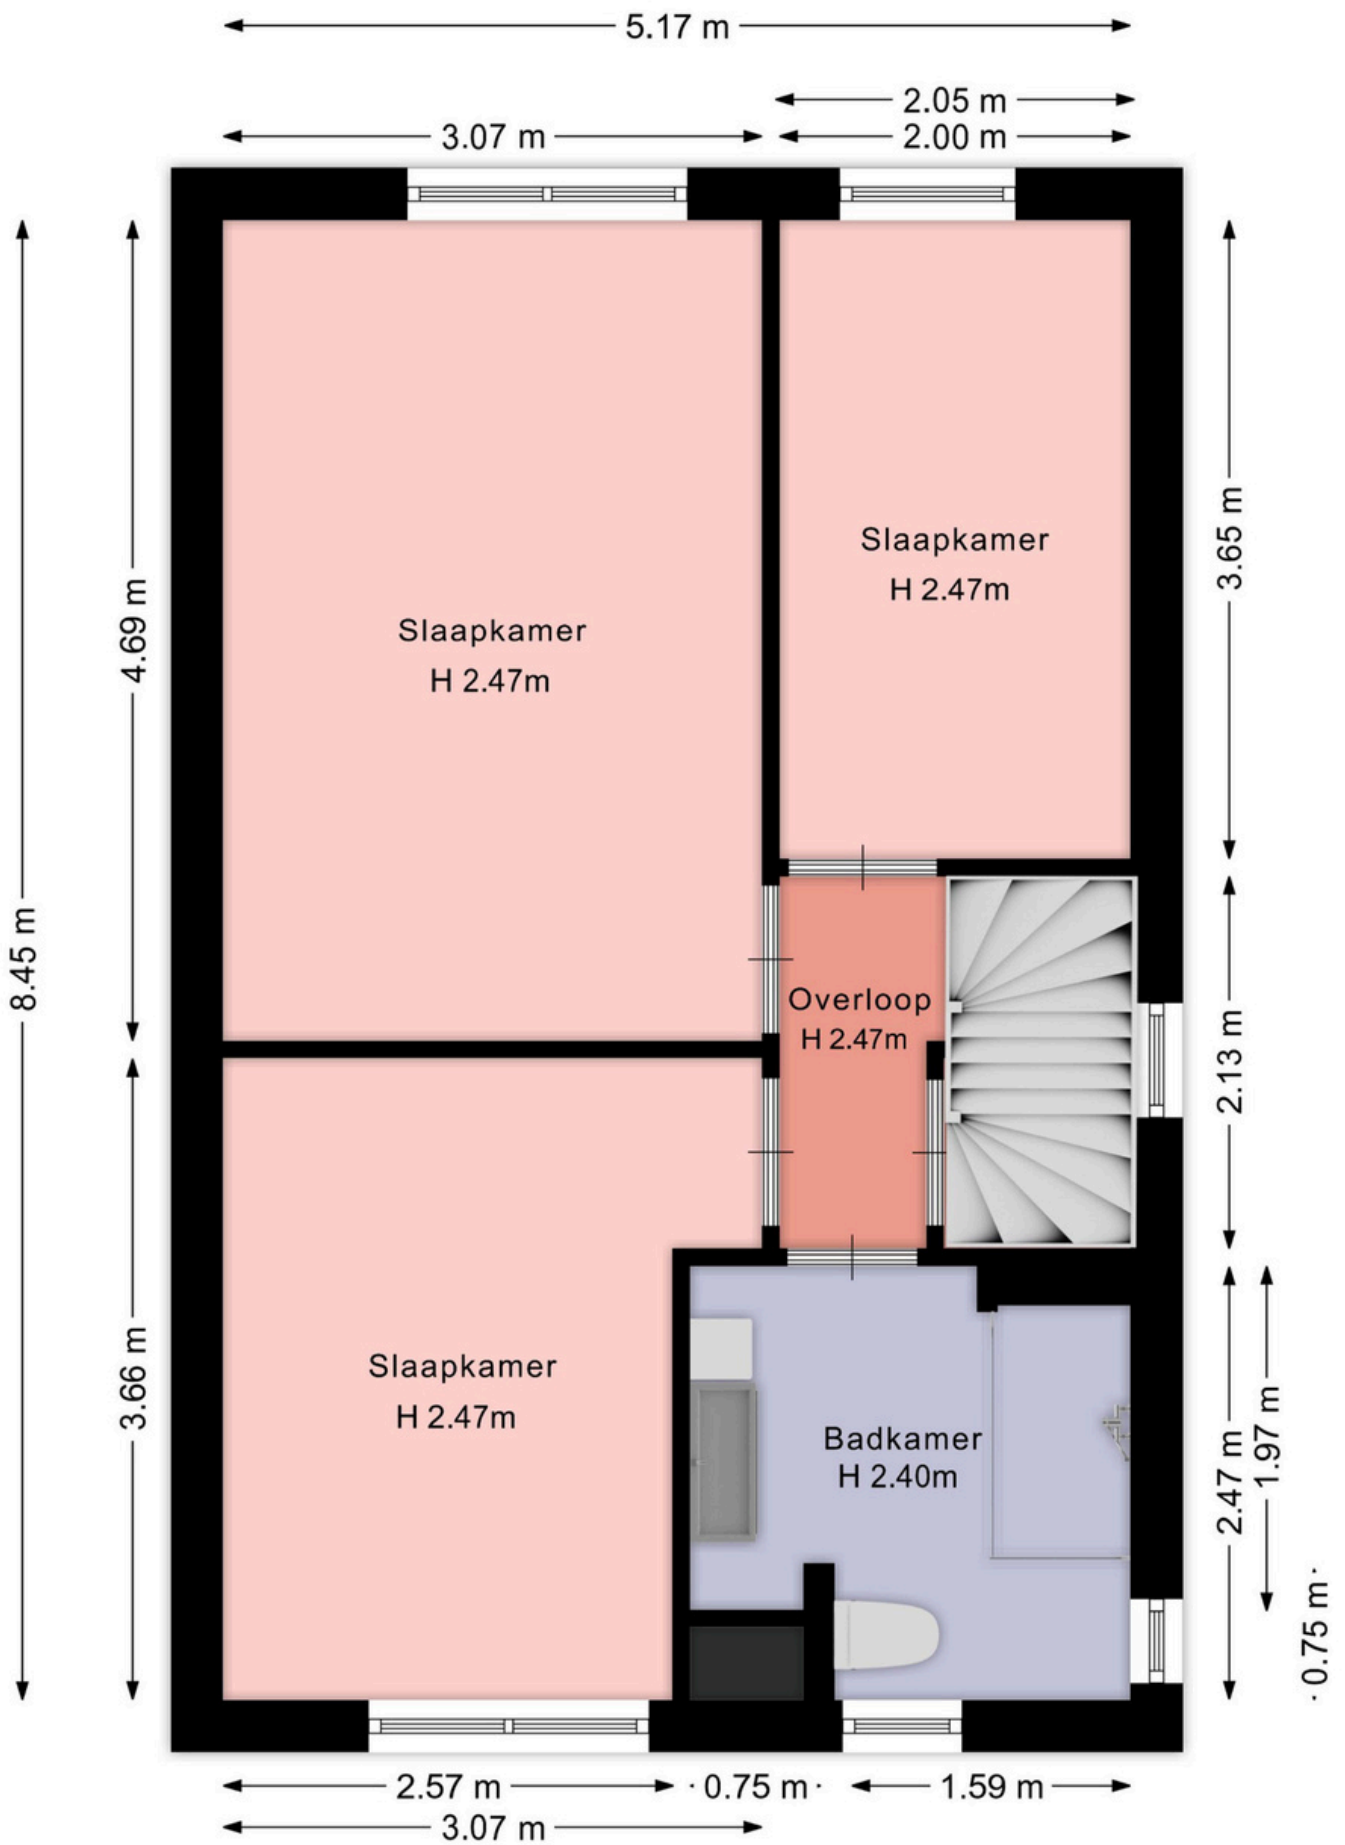 5.17 m
2.05 m
3.07 m
2.00 m
8.45 m
4.69 m
3.66 m
3.65 m
2.13 m
2.47 m
1.97 m
0.75 m
Slaapkamer
H 2.47m
Slaapkamer
H 2.47m
Overloop
H 2.47m
Slaapkamer
H 2.47m
Badkamer
H 2.40m
2.57 m
0.75 m
1.59 m
3.07 m